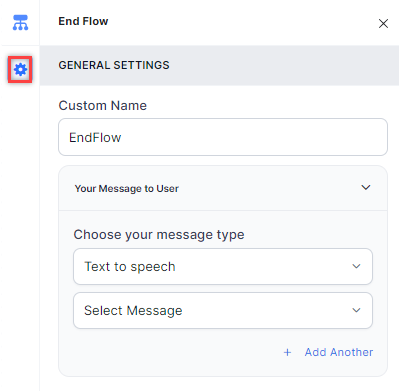 End Flow
GENERAL SETTINGS
Custom Name
EndFlow
Your Message to User
Choose your message type
Text to speech
Select Message
+ Add Another